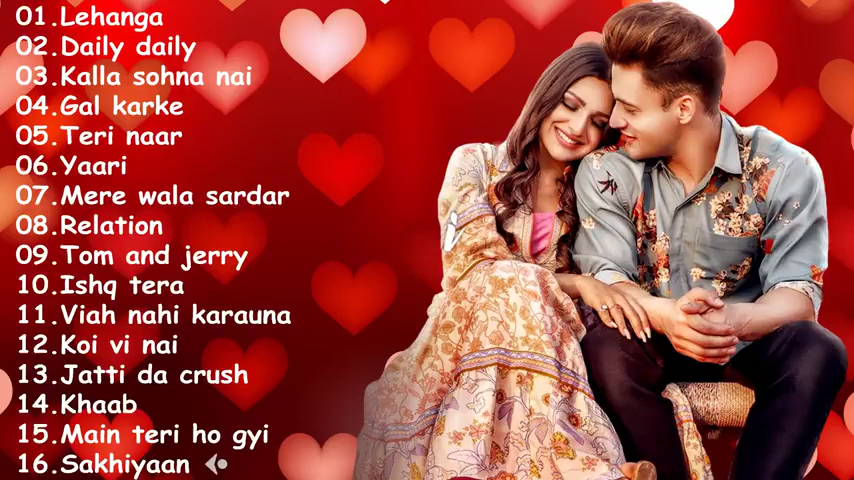 01.Lehanga
02.Daily daily
03.Kalla sohna nai
04.Gal karke
05.Teri naar
06.Yaari
07.Mere wala sardar
08.Relation
09.Tom and jerry
10.Ishq tera
11.Viah nahi karauna
12.Koi vi nai
13.Jatti da crush
14.Khaab
15.Main teri ho gyi
16.Sakhiyaan